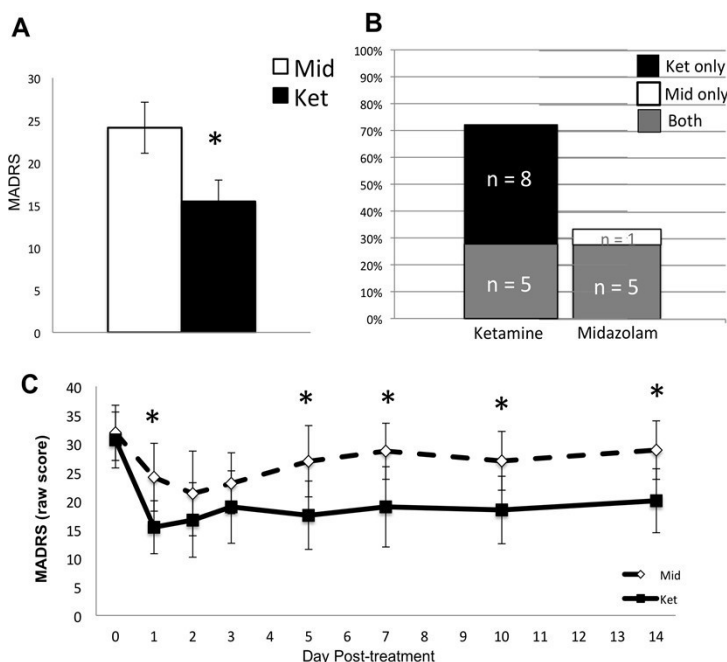 A
30
25
20
15
10
5
0
MADRS
Mid
Ket
*
B
100%
90%
80%
70%
60%
50%
40%
30%
20%
10%
0%
Ket only
Mid only
Both
n = 8
n = 5
n = 1
n = 5
Ketamine Midazolam
C
40
35
30
25
20
15
10
5
0
MADRS (raw score)
* * * * *
Mid
Ket
0 1 2 3 4 5 6 7 8 9 10 11 12 13 14
Day Post-treatment